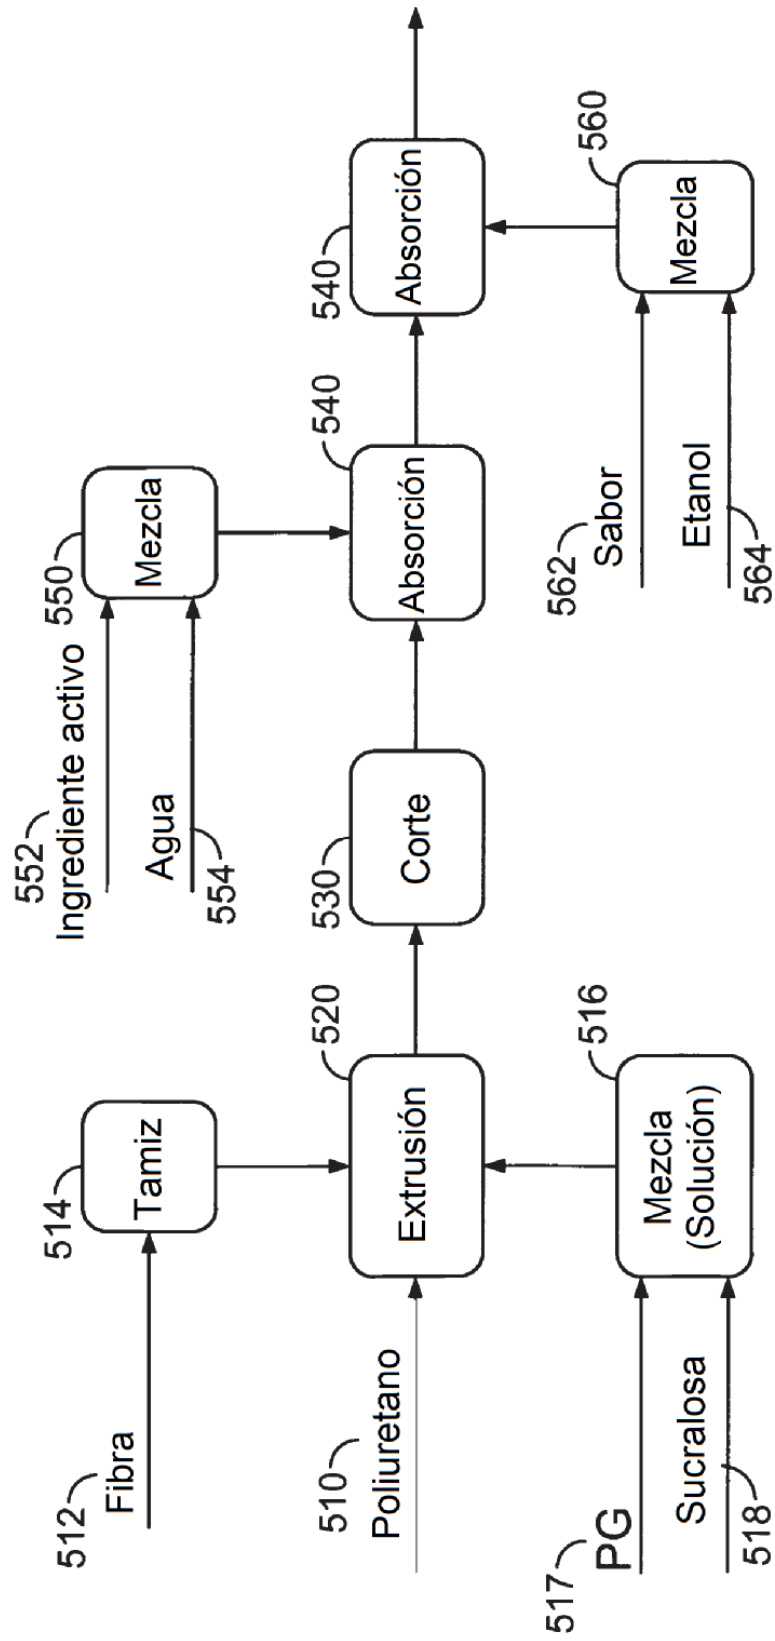 512
Fibra
514
Tamiz
510
Poliuretano
520
Extrusión
517
PG
Sucralosa
518
516
Mezcla
(Solución)
530
Corte
552
Ingrediente activo
Agua
554
550
Mezcla
540
Absorción
540
Absorción
562
Sabor
Etanol
564
560
Mezcla